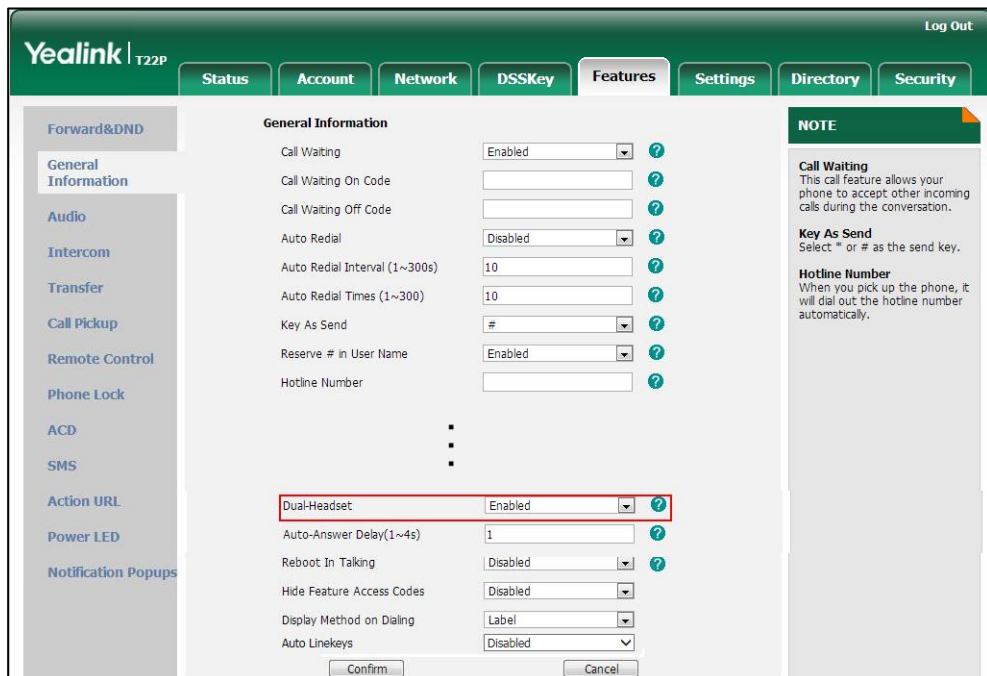 Log Out
Yealink | T22P
Status Account Network DSSKey Features Settings Directory Security
Forward&DND
General
Information
Audio
Intercom
Transfer
Call Pickup
Remote Control
Phone Lock
ACD
SMS
Action URL
Power LED
Notification Popups
General Information
Call Waiting Enabled ?
Call Waiting On Code ?
Call Waiting Off Code ?
Auto Redial Disabled ?
Auto Redial Interval (1~300s) 10 ?
Auto Redial Times (1~300) 10 ?
Key As Send # ?
Reserve # in User Name Enabled ?
Hotline Number ?
Dual-Headset Enabled ?
Auto-Answer Delay(1~4s) 1 ?
Reboot In Talking Disabled ?
Hide Feature Access Codes Disabled
Display Method on Dialing Label
Auto Linekeys Disabled
Confirm Cancel
NOTE
Call Waiting
This call feature allows your
phone to accept other incoming
calls during the conversation.
Key As Send
Select * or # as the send key.
Hotline Number
When you pick up the phone, it
will dial out the hotline number
automatically.